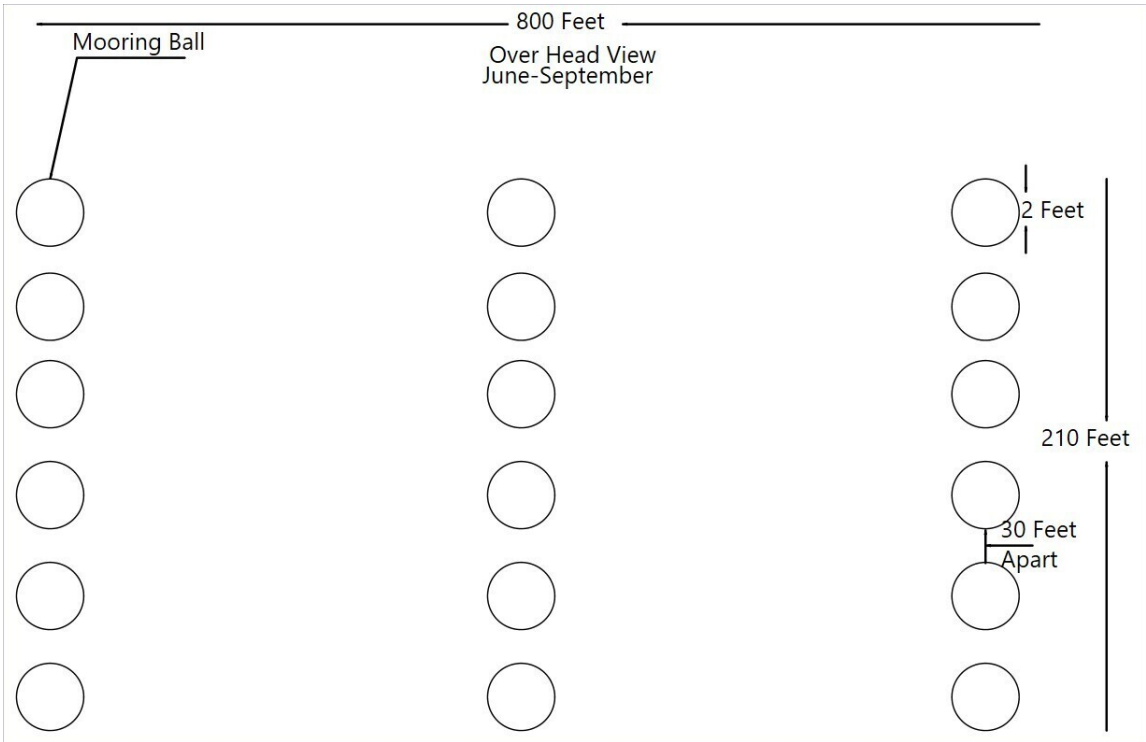 800 Feet
Mooring Ball
Over Head View
June-September
2 Feet
210 Feet
30 Feet
Apart